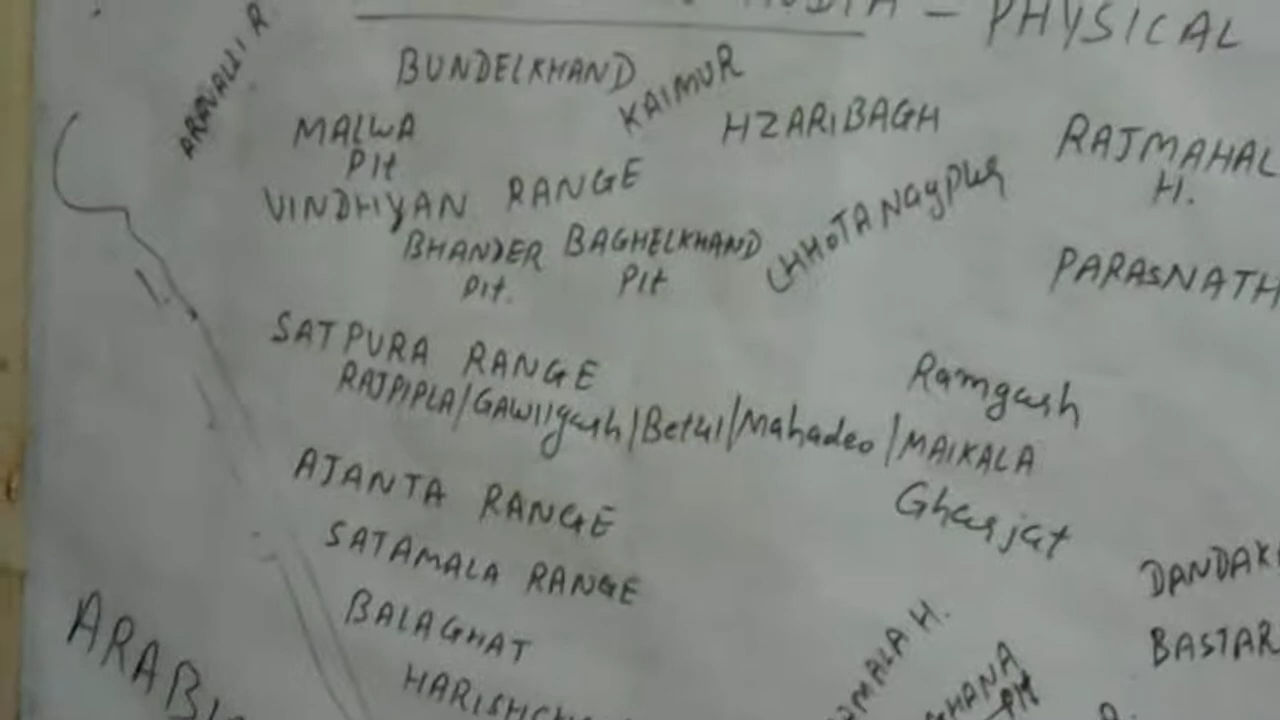 — PHYSICAL
ARAVALLI R
BUNDELKHAND
KAIMUR
MALWA
Plt
HZARIBAGH
RAJMAHAL
H.
VINDHYAN RANGE
BHANDER
Plt.
BAGHELKHAND
Plt
CHHOTANAgpur
PARASNATH
SATPURA RANGE
RAJPIPLA/GAWIlgarh/Betul/Mahadeo/MAIKALA
Ramgarh
AJANTA RANGE
Gharjat
SATAMALA RANGE
BALAGHAT
BASTAR